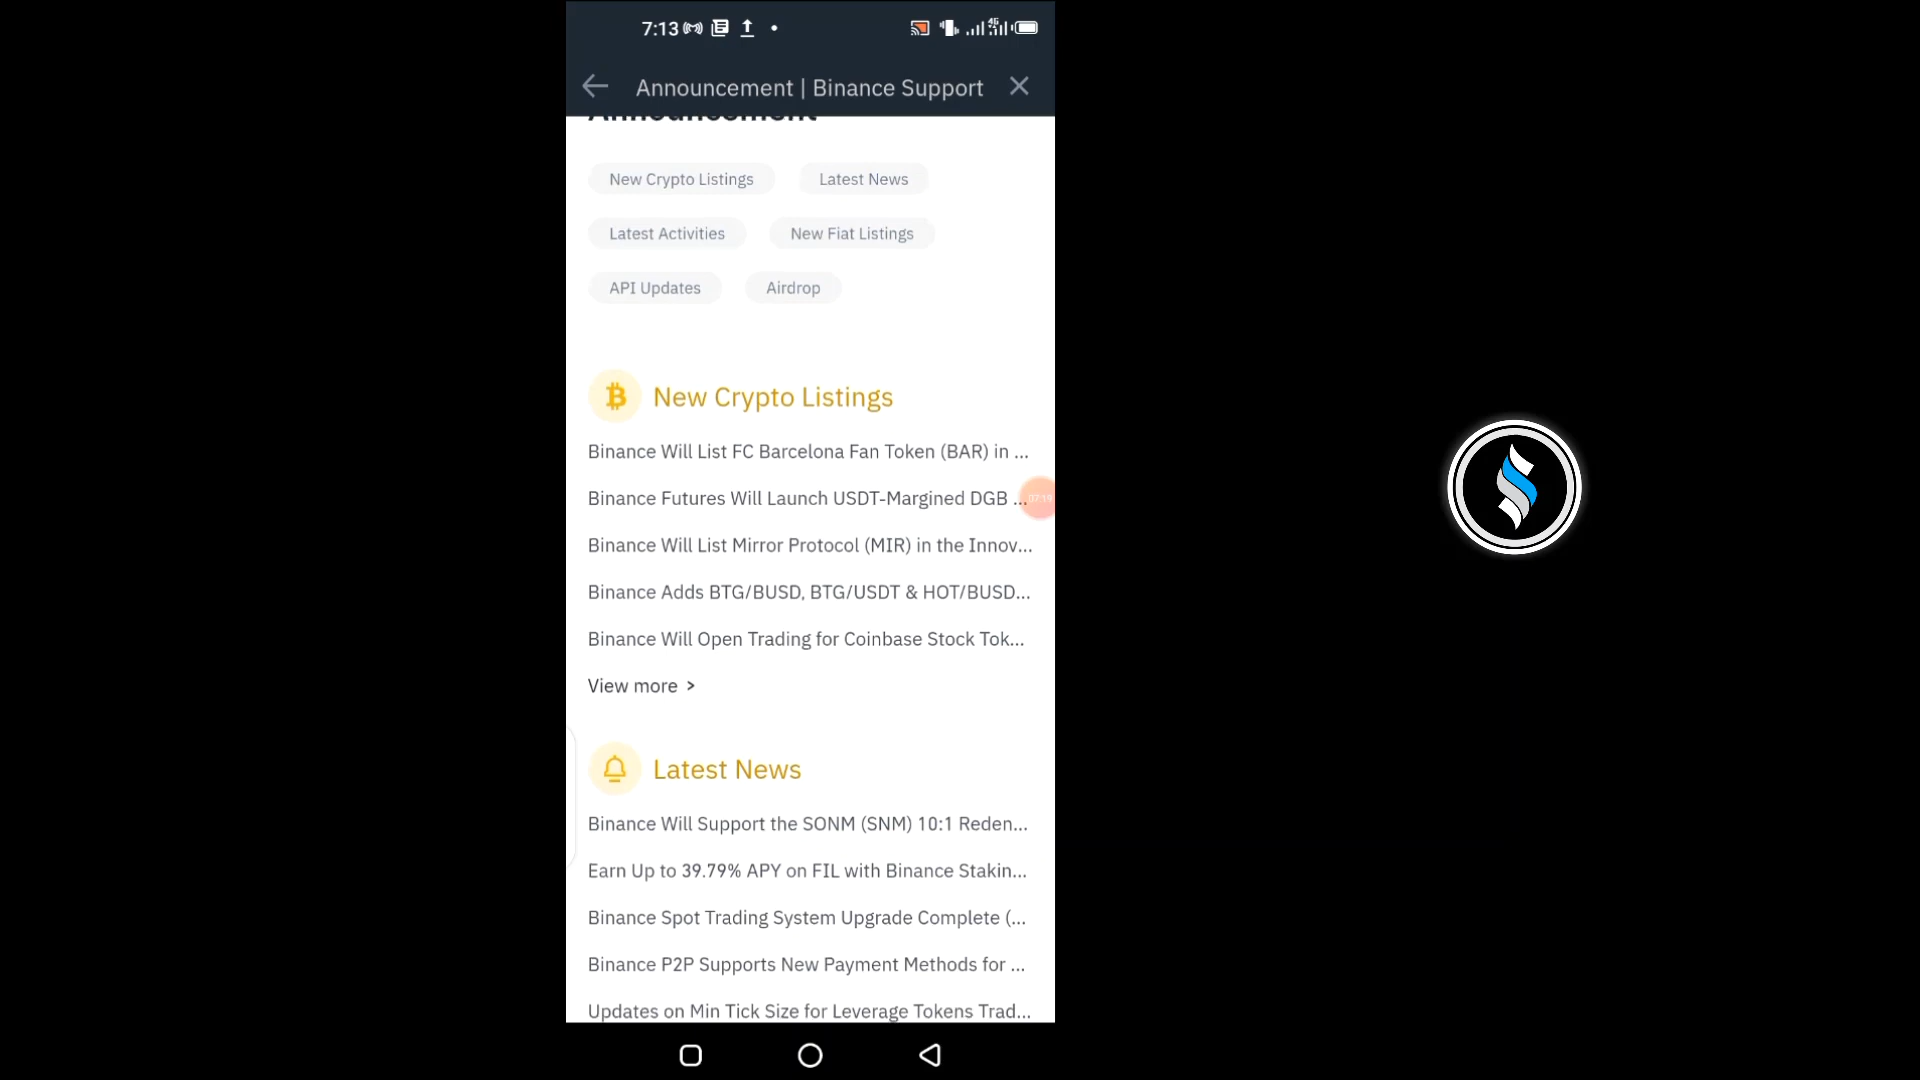 7:13
4G
Announcement | Binance Support
Announcement
New Crypto Listings
Latest News
Latest Activities
New Fiat Listings
API Updates
Airdrop
New Crypto Listings
Binance Will List FC Barcelona Fan Token (BAR) in ...
Binance Futures Will Launch USDT-Margined DGB ...
07:19
Binance Will List Mirror Protocol (MIR) in the Innov...
Binance Adds BTG/BUSD, BTG/USDT & HOT/BUSD...
Binance Will Open Trading for Coinbase Stock Tok...
View more >
Latest News
Binance Will Support the SONM (SNM) 10:1 Reden...
Earn Up to 39.79% APY on FIL with Binance Stakin...
Binance Spot Trading System Upgrade Complete (...
Binance P2P Supports New Payment Methods for ...
Updates on Min Tick Size for Leverage Tokens Trad...